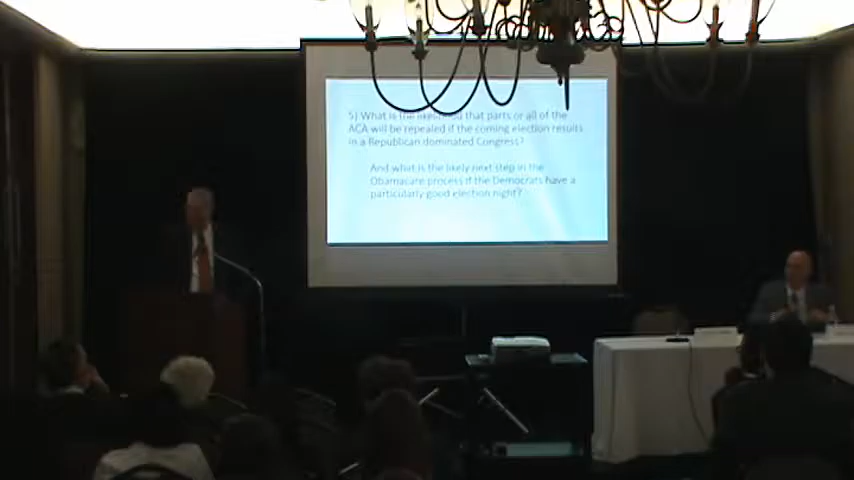 5) What is the likelihood that parts or all of the
ACA will be repealed if the coming election results
in a Republican dominated Congress?
And what is the likely next step in the
Obamacare process if the Democrats have a
particularly good election night?